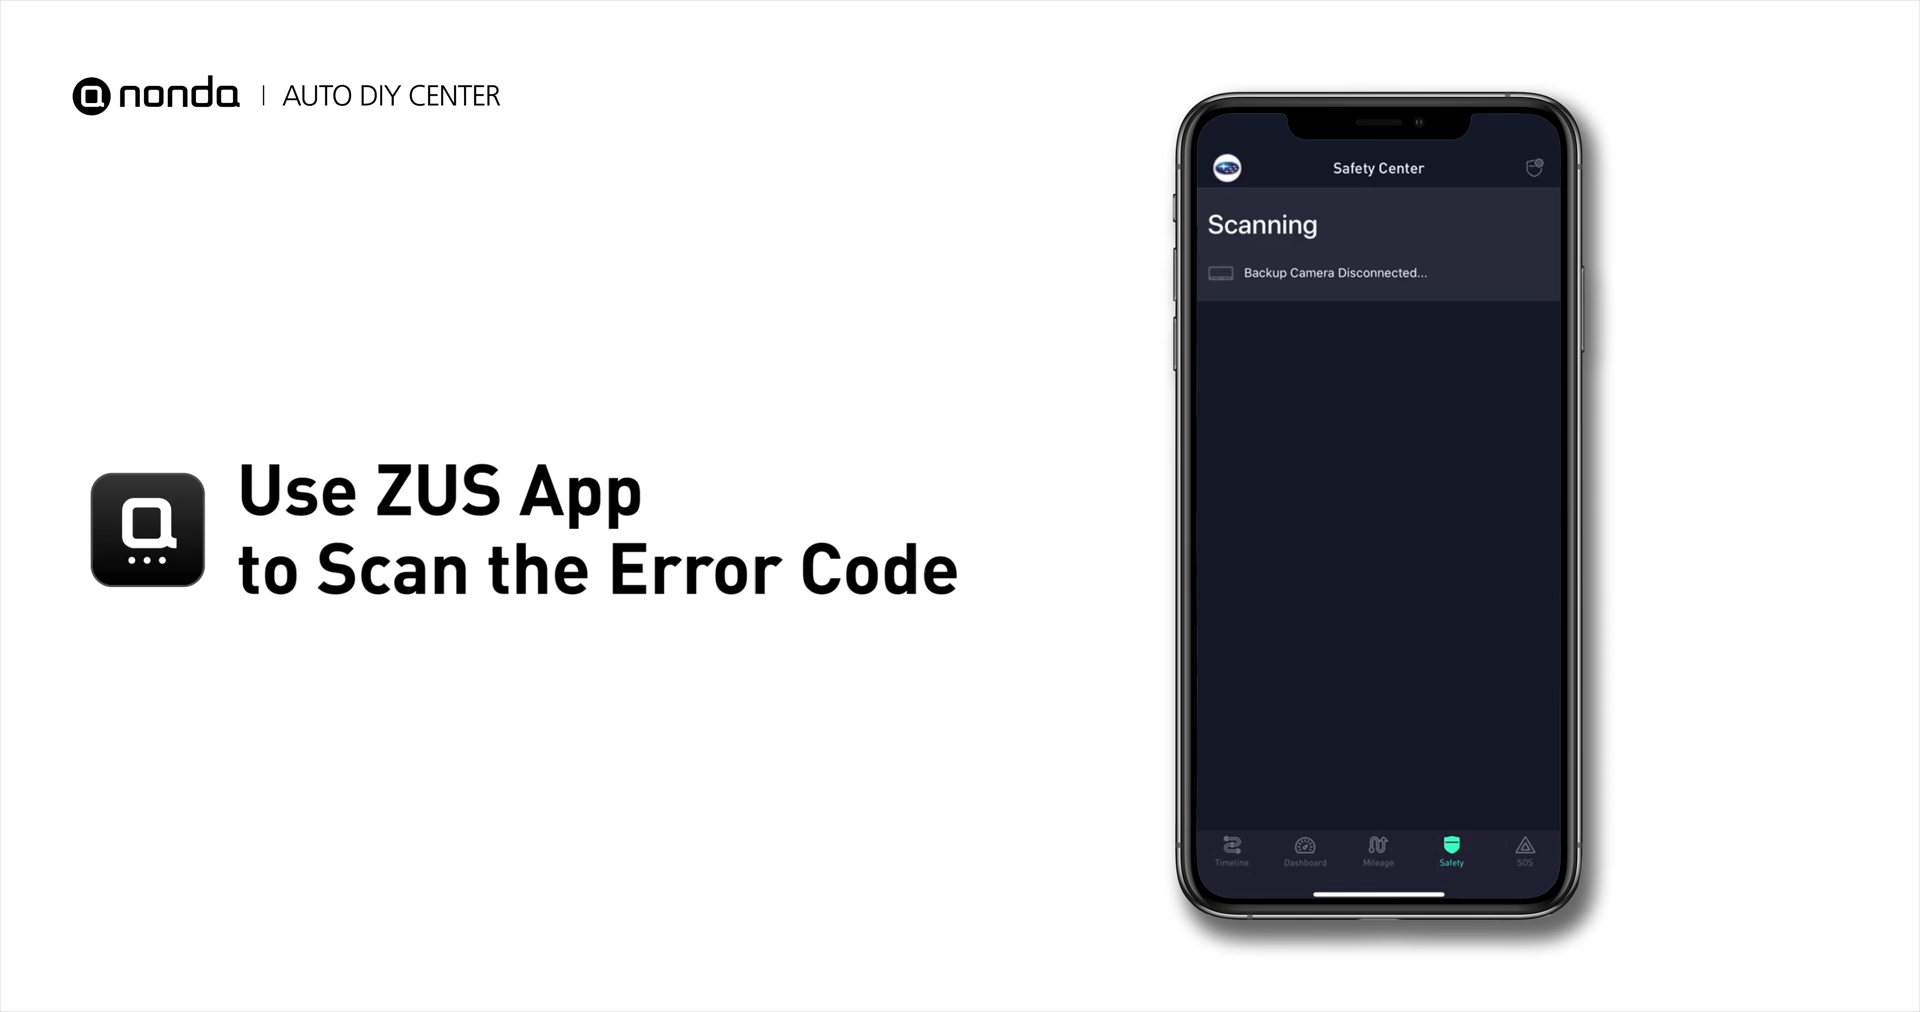 nonda | AUTO DIY CENTER
Use ZUS App
to Scan the Error Code
Safety Center
Scanning
Backup Camera Disconnected...
Timeline
Dashboard
Mileage
Safety
SOS